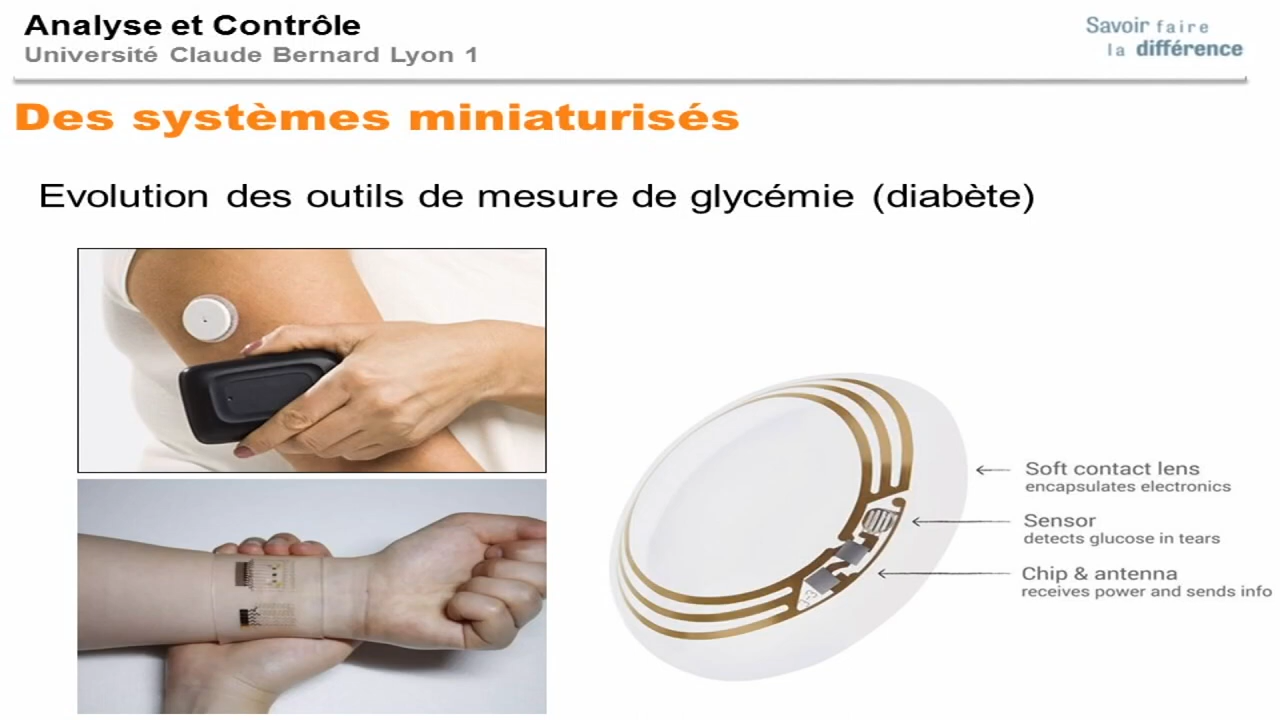 Analyse et Contrôle
Université Claude Bernard Lyon 1
Savoir faire
la différence
Des systèmes miniaturisés
Evolution des outils de mesure de glycémie (diabète)
Soft contact lens
encapsulates electronics
Sensor
detects glucose in tears
Chip & antenna
receives power and sends info